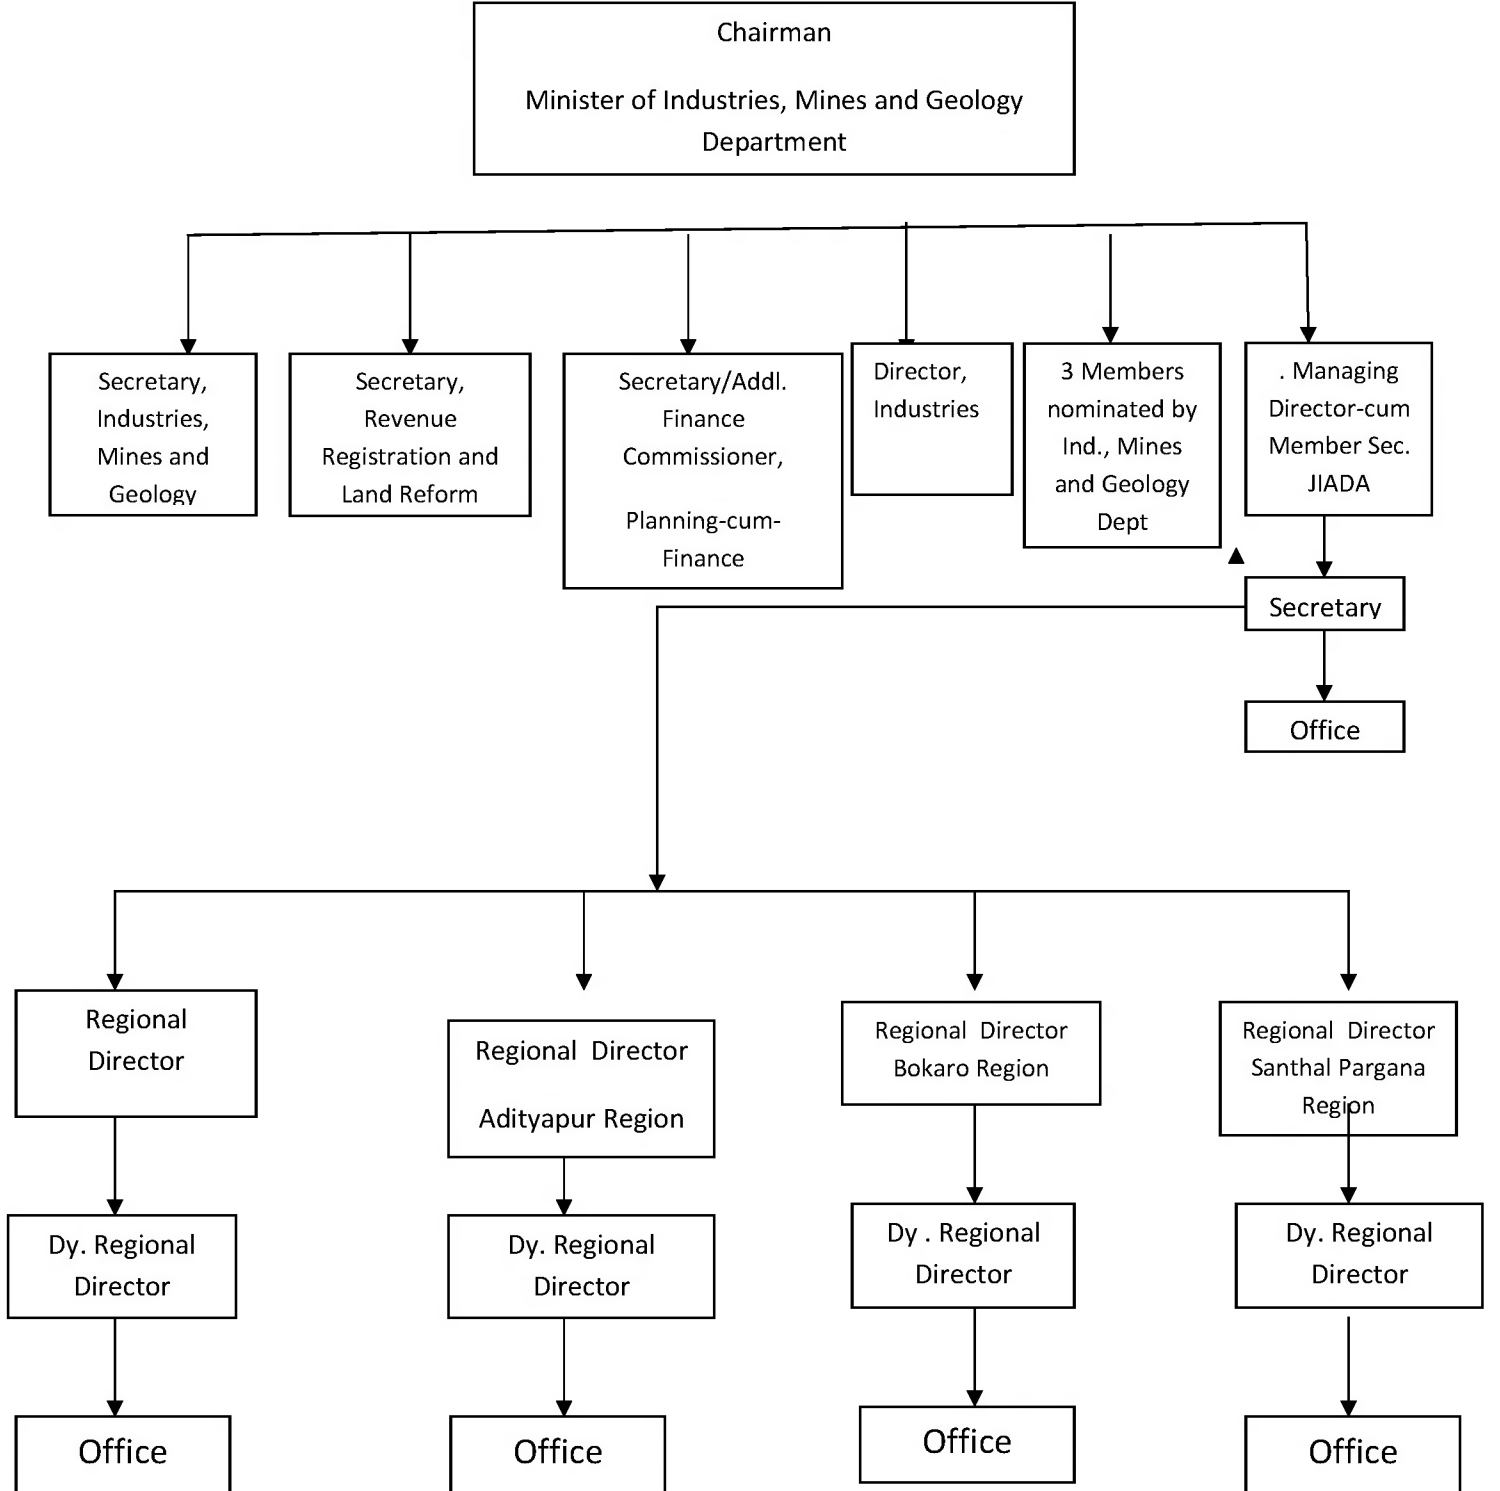 Chairman
Minister of Industries, Mines and Geology
Department
Secretary,
Industries,
Mines and
Geology
Secretary,
Revenue
Registration and
Land Reform
Secretary/Addl.
Finance
Commissioner,
Planning-cum-
Finance
Director,
Industries
3 Members
nominated by
Ind., Mines
and Geology
Dept
. Managing
Director-cum
Member Sec.
JIADA
Secretary
Office
Regional
Director
Regional  Director
Adityapur Region
Regional  Director
Bokaro Region
Regional  Director
Santhal Pargana
Region
Dy. Regional
Director
Dy. Regional
Director
Dy . Regional
Director
Dy. Regional
Director
Office
Office
Office
Office